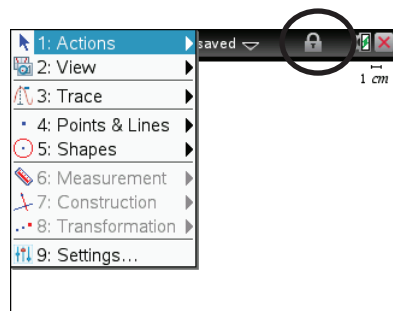 1: Actions
saved
2: View
1 cm
3: Trace
4: Points & Lines
5: Shapes
6: Measurement
7: Construction
8: Transformation
9: Settings...